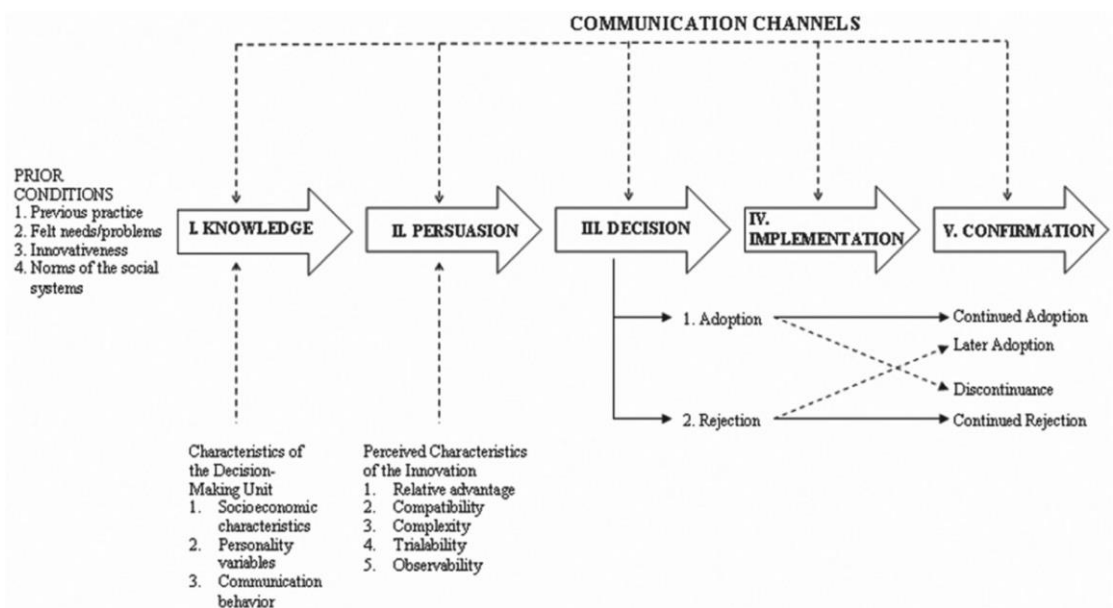 COMMUNICATION CHANNELS
PRIOR
CONDITIONS
1. Previous practice
2. Felt needs/problems
3. Innovativeness
4. Norms of the social
systems
I. KNOWLEDGE
II. PERSUASION
III. DECISION
IV.
IMPLEMENTATION
V. CONFIRMATION
1. Adoption
2. Rejection
Continued Adoption
Later Adoption
Discontinuance
Continued Rejection
Characteristics of
the Decision-
Making Unit
1. Socioeconomic
characteristics
2. Personality
variables
3. Communication
behavior
Perceived Characteristics
of the Innovation
1. Relative advantage
2. Compatibility
3. Complexity
4. Trialability
5. Observability